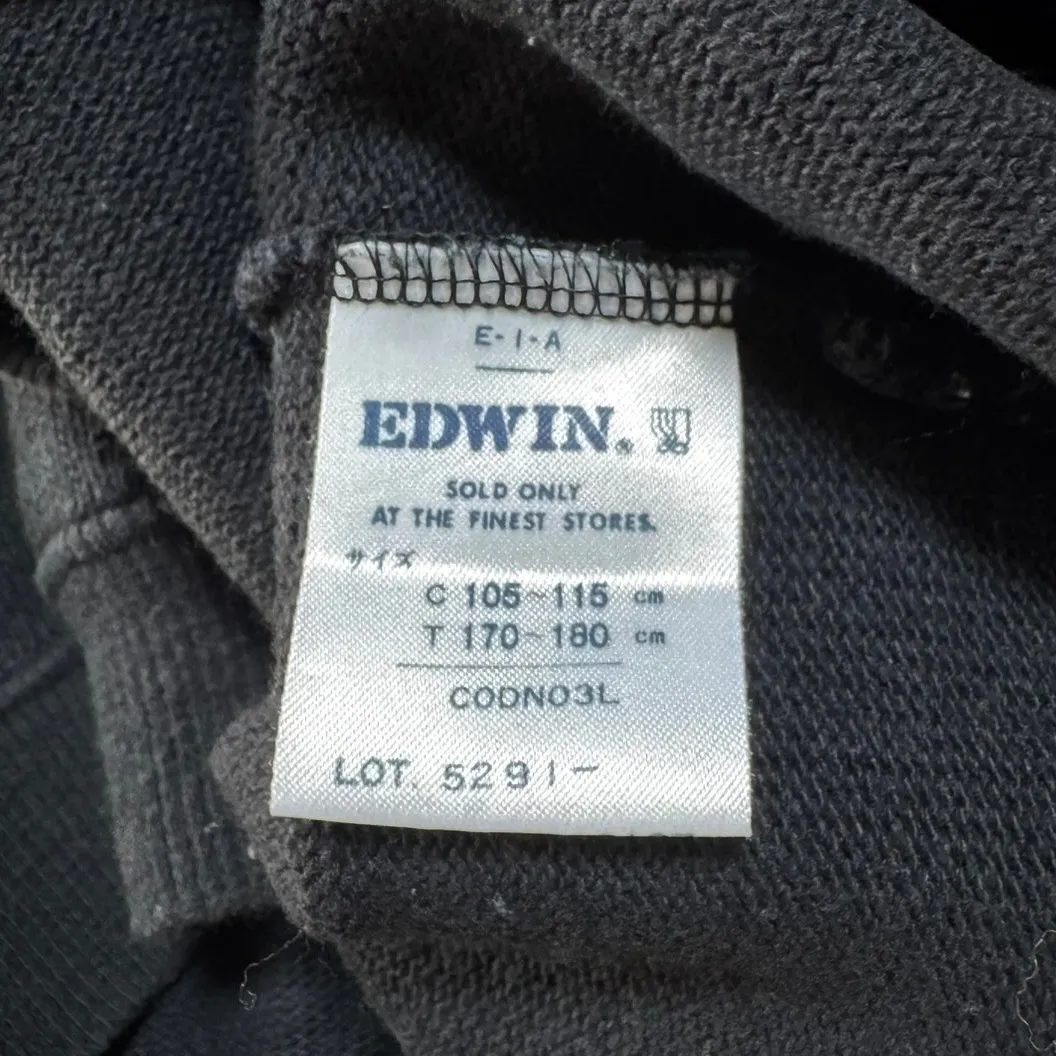 E-1-A
EDWIN.
SOLD ONLY
AT THE FINEST STORES.
サイズ
C 105~115 cm
T 170~180 cm
CODNO3L
LOT. 5291-